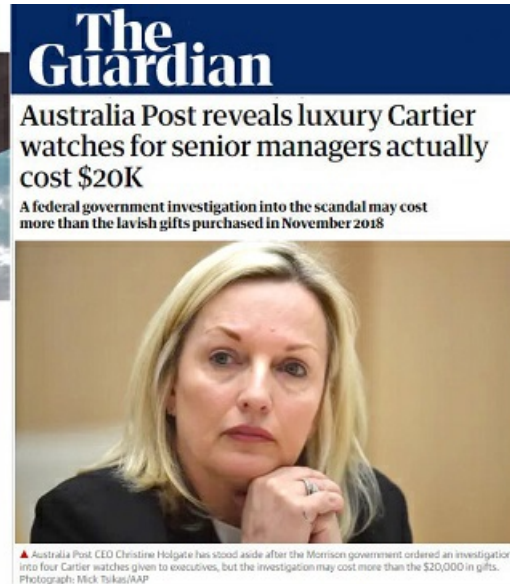 The
Guardian
Australia Post reveals luxury Cartier
watches for senior managers actually
cost $20K
A federal government investigation into the scandal may cost
more than the lavish gifts purchased in November 2018
▲ Australia Post CEO Christine Holgate has stood aside after the Morrison government ordered an investigation
into four Cartier watches given to executives, but the investigation may cost more than the $20,000 in gifts.
Photograph: Mick Tsikas/AAP